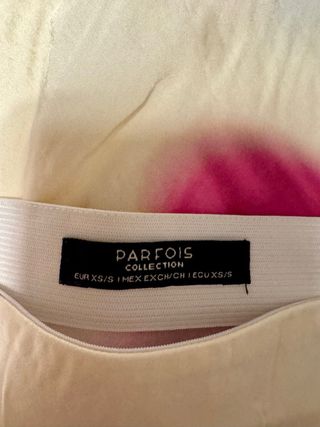 PARFOIS
COLLECTION
EUR XS/S I MEX EXCH/CH I ECU XS/S